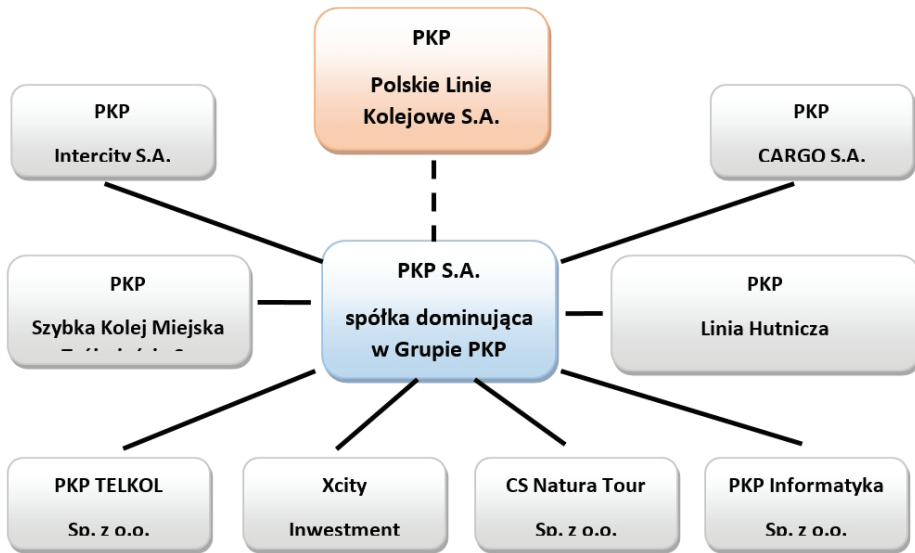 PKP
Polskie Linie
Kolejowe S.A.
PKP
Intercity S.A.
PKP
CARGO S.A.
PKP S.A.
spółka dominująca
w Grupie PKP
PKP
Szybka Kolej Miejska
PKP
Linia Hutnicza
PKP TELKOL
Sp. z o.o.
Xcity
Inwestment
CS Natura Tour
Sp. z o.o.
PKP Informatyka
Sp. z o.o.